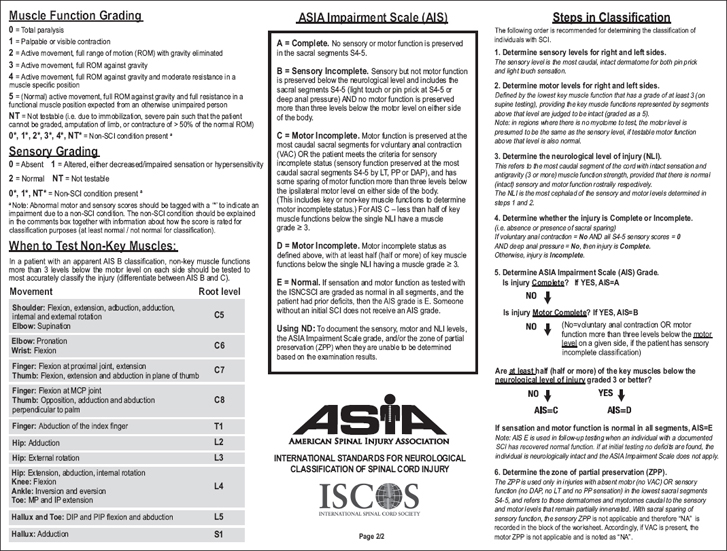 Muscle Function Grading
0 = Total paralysis
1 = Palpable or visible contraction
2 = Active movement, full range of motion (ROM) with gravity eliminated
3 = Active movement, full ROM against gravity
4 = Active movement, full ROM against gravity and moderate resistance in a
muscle specific position
5 = (Normal) active movement, full ROM against gravity and full resistance in a
functional muscle position expected from an otherwise unimpaired person
NT = Not testable (i.e. due to immobilization, severe pain such that the patient
cannot be graded, amputation of limb, or contracture of > 50% of the normal ROM)
0*, 1*, 2*, 3*, 4*, NT* = Non-SCI condition present ᵃ
Sensory Grading
0 = Absent 1 = Altered, either decreased/impaired sensation or hypersensitivity
2 = Normal NT = Not testable
0*, 1*, NT* = Non-SCI condition present ᵃ
ᵃ Note: Abnormal motor and sensory scores should be tagged with a '*' to indicate an
impairment due to a non-SCI condition. The non-SCI condition should be explained
in the comments box together with information about how the score is rated for
classification purposes (at least normal / not normal for classification).
When to Test Non-Key Muscles:
In a patient with an apparent AIS B classification, non-key muscle functions
more than 3 levels below the motor level on each side should be tested to
most accurately classify the injury (differentiate between AIS B and C).
Movement Root level
Shoulder: Flexion, extension, adbuction, adduction,
internal and external rotation
Elbow: Supination
C5
Elbow: Pronation
Wrist: Flexion
C6
Finger: Flexion at proximal joint, extension
Thumb: Flexion, extension and abduction in plane of thumb
C7
Finger: Flexion at MCP joint
Thumb: Opposition, adduction and abduction
perpendicular to palm
C8
Finger: Abduction of the index finger T1
Hip: Adduction L2
Hip: External rotation L3
Hip: Extension, abduction, internal rotation
Knee: Flexion
Ankle: Inversion and eversion
Toe: MP and IP extension
L4
Hallux and Toe: DIP and PIP flexion and abduction L5
Hallux: Adduction S1
ASIA Impairment Scale (AIS)
A = Complete. No sensory or motor function is preserved
in the sacral segments S4-5.
B = Sensory Incomplete. Sensory but not motor function
is preserved below the neurological level and includes the
sacral segments S4-5 (light touch or pin prick at S4-5 or
deep anal pressure) AND no motor function is preserved
more than three levels below the motor level on either side
of the body.
C = Motor Incomplete. Motor function is preserved at the
most caudal sacral segments for voluntary anal contraction
(VAC) OR the patient meets the criteria for sensory
incomplete status (sensory function preserved at the most
caudal sacral segments S4-5 by LT, PP or DAP), and has
some sparing of motor function more than three levels below
the ipsilateral motor level on either side of the body.
(This includes key or non-key muscle functions to determine
motor incomplete status.) For AIS C – less than half of key
muscle functions below the single NLI have a muscle
grade ≥ 3.
D = Motor Incomplete. Motor incomplete status as
defined above, with at least half (half or more) of key muscle
functions below the single NLI having a muscle grade ≥ 3.
E = Normal. If sensation and motor function as tested with
the ISNCSCI are graded as normal in all segments, and the
patient had prior deficits, then the AIS grade is E. Someone
without an initial SCI does not receive an AIS grade.
Using ND: To document the sensory, motor and NLI levels,
the ASIA Impairment Scale grade, and/or the zone of partial
preservation (ZPP) when they are unable to be determined
based on the examination results.
ASIA
AMERICAN SPINAL INJURY ASSOCIATION
INTERNATIONAL STANDARDS FOR NEUROLOGICAL
CLASSIFICATION OF SPINAL CORD INJURY
ISCOS
INTERNATIONAL SPINAL CORD SOCIETY
Page 2/2
Steps in Classification
The following order is recommended for determining the classification of
individuals with SCI.
1. Determine sensory levels for right and left sides.
The sensory level is the most caudal, intact dermatome for both pin prick
and light touch sensation.
2. Determine motor levels for right and left sides.
Defined by the lowest key muscle function that has a grade of at least 3 (on
supine testing), providing the key muscle functions represented by segments
above that level are judged to be intact (graded as a 5).
Note: in regions where there is no myotome to test, the motor level is
presumed to be the same as the sensory level, if testable motor function
above that level is also normal.
3. Determine the neurological level of injury (NLI).
This refers to the most caudal segment of the cord with intact sensation and
antigravity (3 or more) muscle function strength, provided that there is normal
(intact) sensory and motor function rostrally respectively.
The NLI is the most cephalad of the sensory and motor levels determined in
steps 1 and 2.
4. Determine whether the injury is Complete or Incomplete.
(i.e. absence or presence of sacral sparing)
If voluntary anal contraction = No AND all S4-5 sensory scores = 0
AND deep anal pressure = No, then injury is Complete.
Otherwise, injury is Incomplete.
5. Determine ASIA Impairment Scale (AIS) Grade.
Is injury Complete? If YES, AIS=A
NO
Is injury Motor Complete? If YES, AIS=B
NO (No=voluntary anal contraction OR motor
function more than three levels below the motor
level on a given side, if the patient has sensory
incomplete classification)
Are at least half (half or more) of the key muscles below the
neurological level of injury graded 3 or better?
NO YES
AIS=C AIS=D
If sensation and motor function is normal in all segments, AIS=E
Note: AIS E is used in follow-up testing when an individual with a documented
SCI has recovered normal function. If at initial testing no deficits are found, the
individual is neurologically intact and the ASIA Impairment Scale does not apply.
6. Determine the zone of partial preservation (ZPP).
The ZPP is used only in injuries with absent motor (no VAC) OR sensory
function (no DAP, no LT and no PP sensation) in the lowest sacral segments
S4-5, and refers to those dermatomes and myotomes caudal to the sensory
and motor levels that remain partially innervated. With sacral sparing of
sensory function, the sensory ZPP is not applicable and therefore "NA" is
recorded in the block of the worksheet. Accordingly, if VAC is present, the
motor ZPP is not applicable and is noted as "NA".